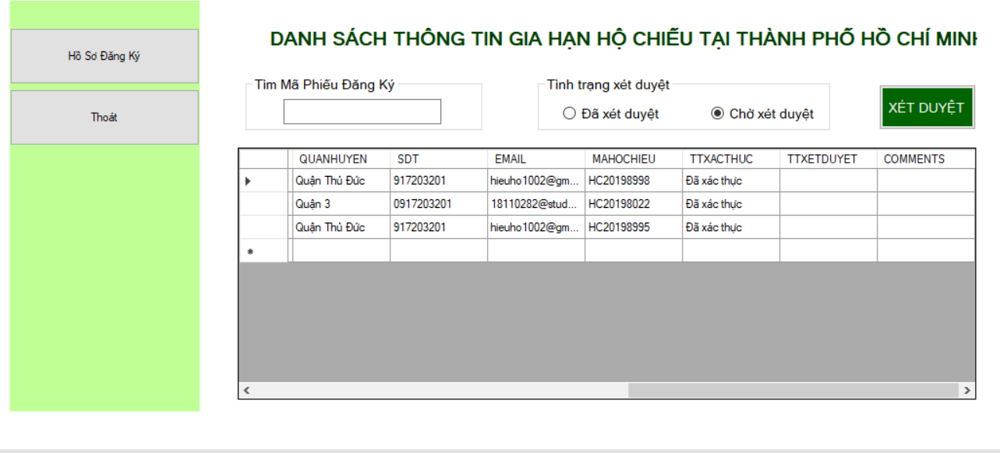 DANH SÁCH THÔNG TIN GIA HẠN HỘ CHIẾU TẠI THÀNH PHỐ HỒ CHÍ MINH
Hồ Sơ Đăng Ký
Thoát
Tìm Mã Phiếu Đăng Ký
Tình trạng xét duyệt
Đã xét duyệt
Chờ xét duyệt
XÉT DUYỆT
QUANHUYEN SDT EMAIL MAHOCHIEU TTXACTHUC TTXETDUYET COMMENTS
Quận Thủ Đức 917203201 hieuho1002@gm... HC20198998 Đã xác thực
Quận 3 0917203201 18110282@stud... HC20198022 Đã xác thực
Quận Thủ Đức 917203201 hieuho1002@gm... HC20198995 Đã xác thực